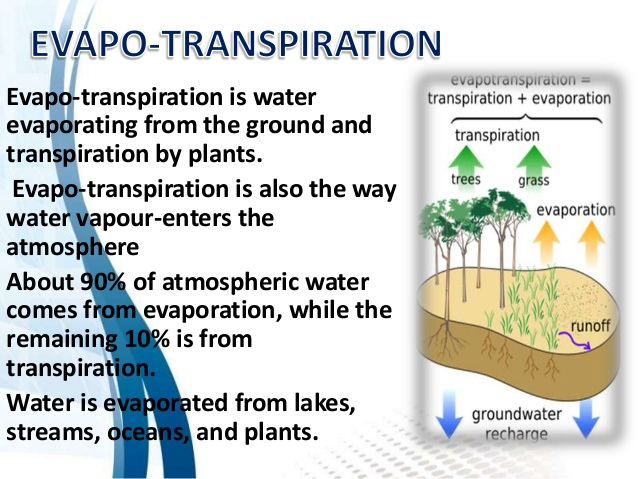 EVAPO-TRANSPIRATION
Evapo-transpiration is water
evaporating from the ground and
transpiration by plants.
Evapo-transpiration is also the way
water vapour-enters the
atmosphere
About 90% of atmospheric water
comes from evaporation, while the
remaining 10% is from
transpiration.
Water is evaporated from lakes,
streams, oceans, and plants.
evapotranspiration =
transpiration + evaporation
transpiration
trees
grass
evaporation
runoff
groundwater
recharge